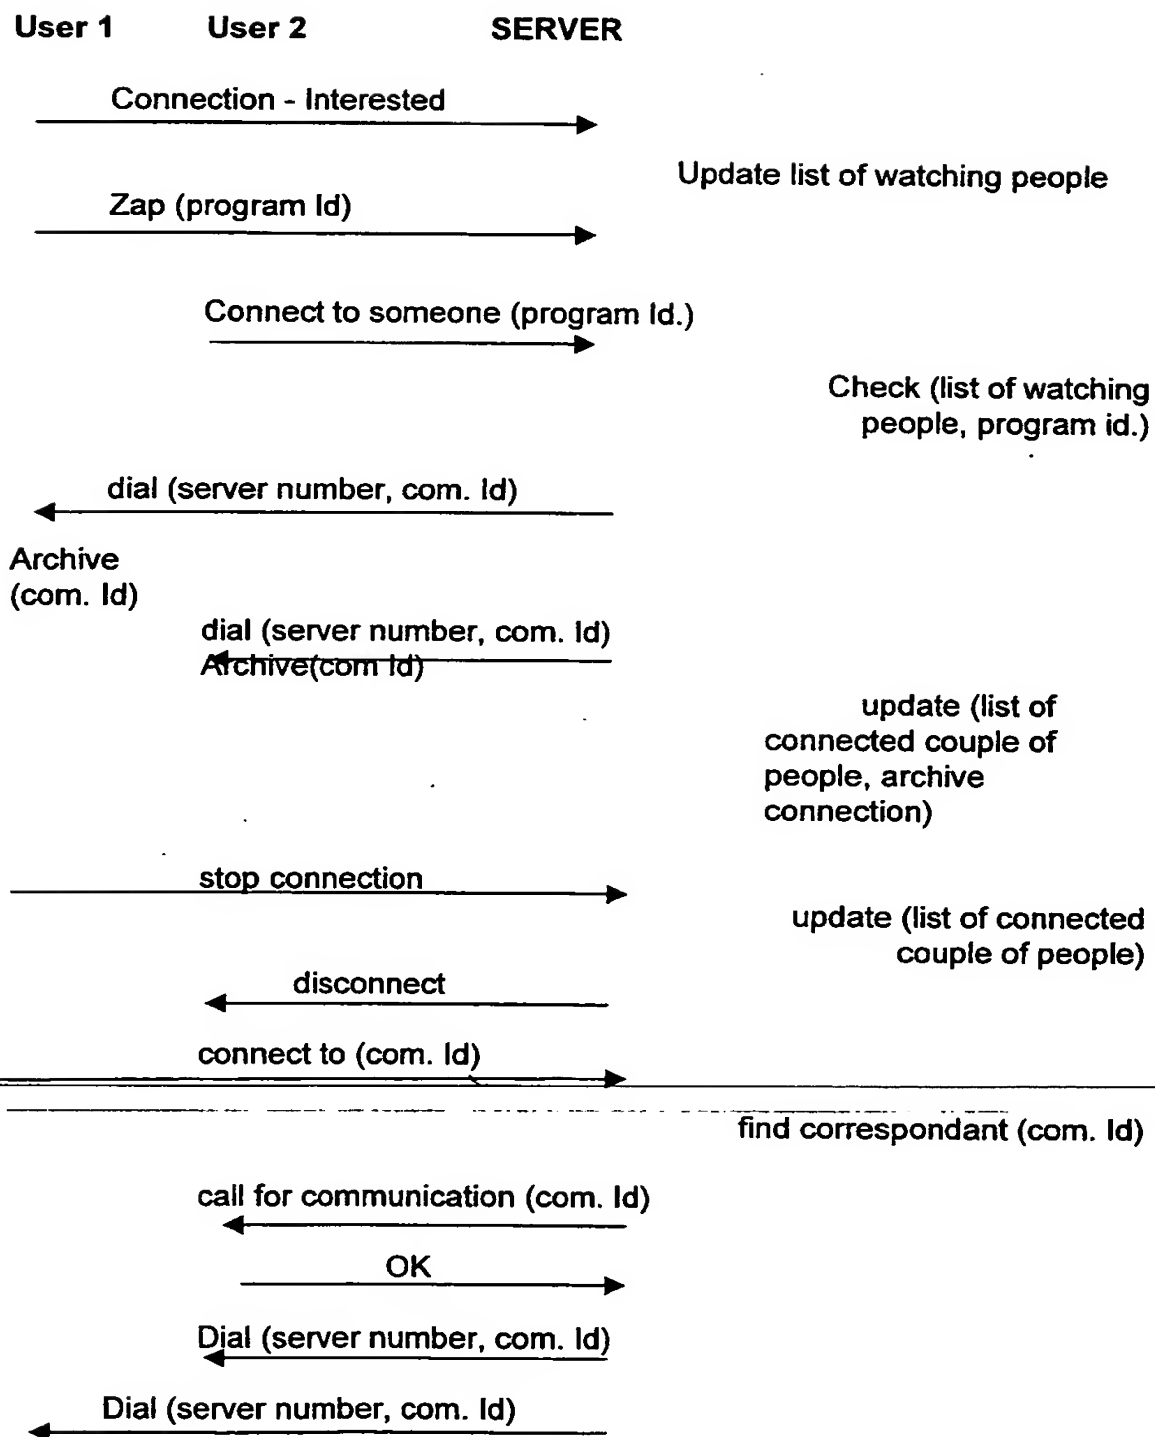 User 1 User 2 SERVER
Connection - Interested
Update list of watching people
Zap (program Id)
Connect to someone (program Id.)
Check (list of watching
people, program id.)
dial (server number, com. Id)
Archive
(com. Id)
dial (server number, com. Id)
Archive(com Id)
update (list of
connected couple of
people, archive
connection)
stop connection
update (list of connected
couple of people)
disconnect
connect to (com. Id)
find correspondant (com. Id)
call for communication (com. Id)
OK
Dial (server number, com. Id)
Dial (server number, com. Id)